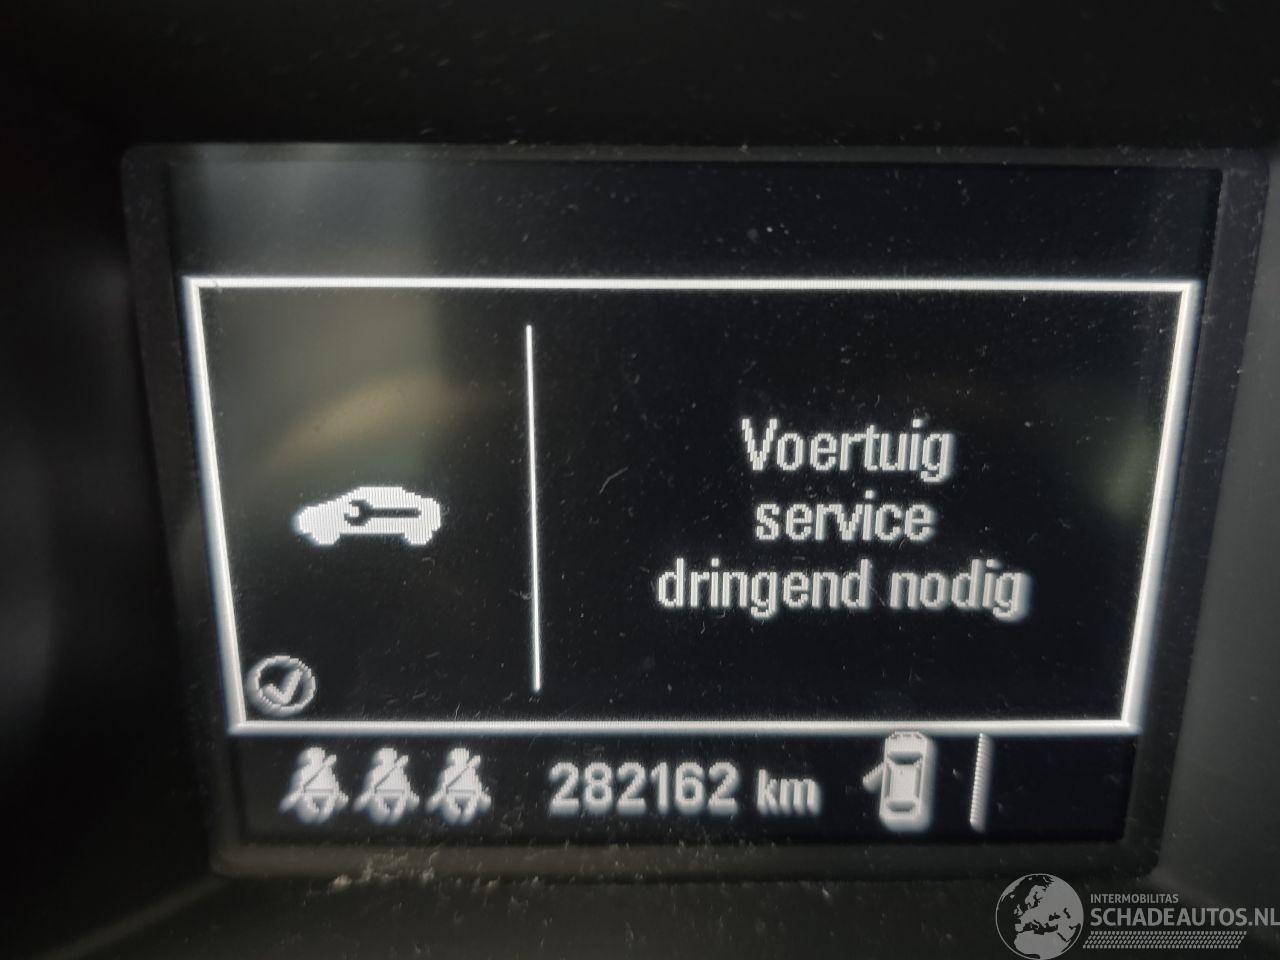 Voertuig
service
dringend nodig
282162 km
INTERMOBILITAS
SCHADEAUTOS.NL